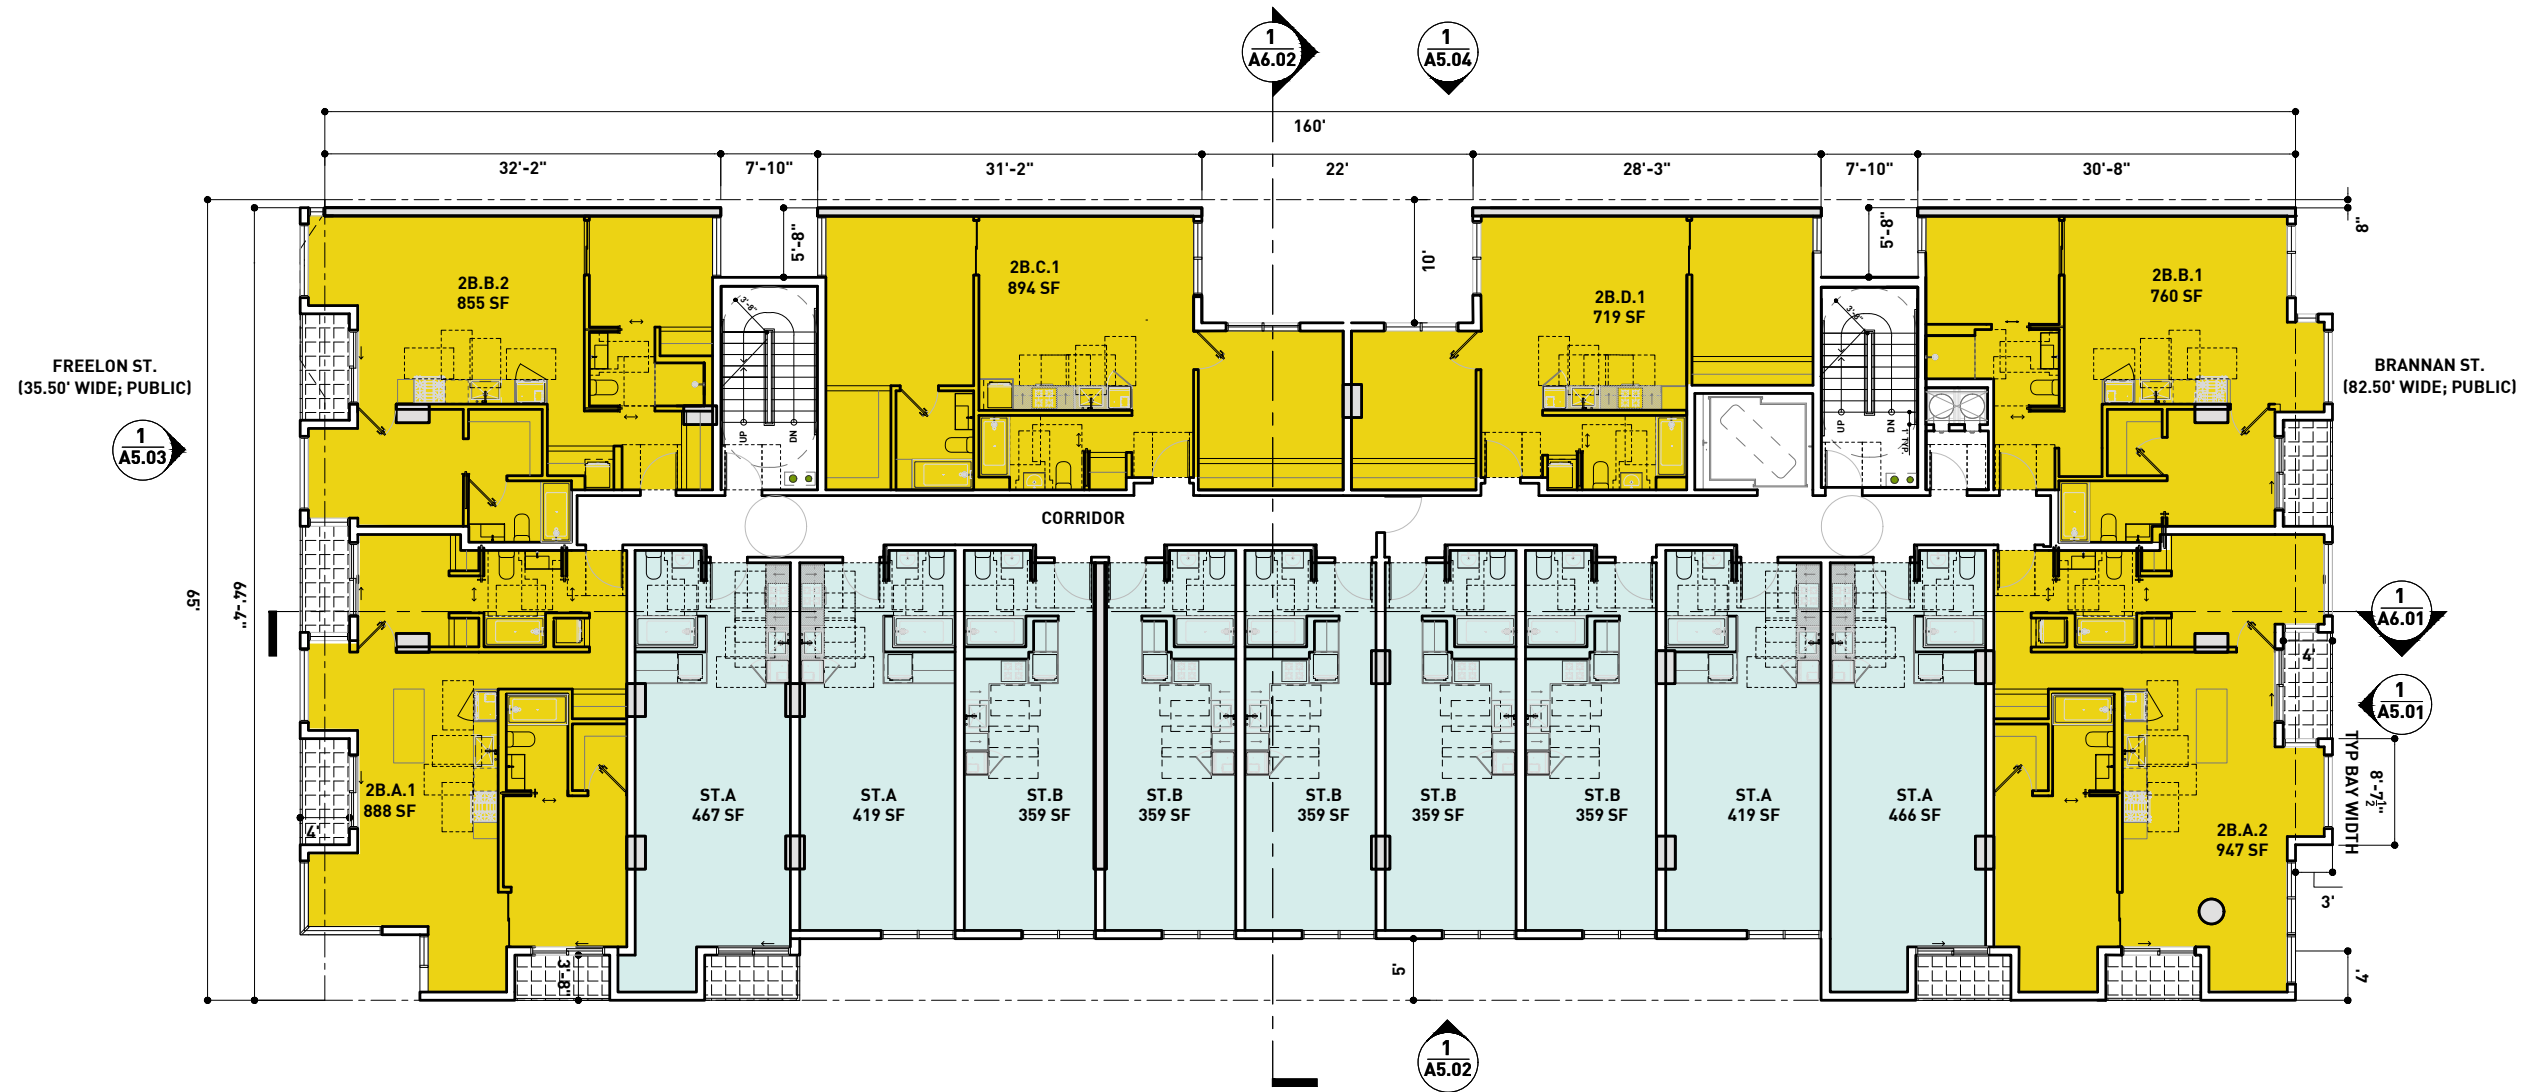 1
A6.02
1
A5.04
160'
32'-2"
7'-10"
31'-2"
22'
28'-3"
7'-10"
30'-8"
5'-8"
10'
5'-8"
8"
2B.B.2
855 SF
2B.C.1
894 SF
2B.D.1
719 SF
2B.B.1
760 SF
3'-8"
3'-8"
FREELON ST.
(35.50' WIDE; PUBLIC)
BRANNAN ST.
(82.50' WIDE; PUBLIC)
1
A5.03
UP
DN
UP
DN
1' TYP.
CORRIDOR
65'
64'-4"
1
A6.01
4'
1
A5.01
TYP BAY WIDTH
8'-7½"
2B.A.1
888 SF
4'
ST.A
467 SF
ST.A
419 SF
ST.B
359 SF
ST.B
359 SF
ST.B
359 SF
ST.B
359 SF
ST.B
359 SF
ST.A
419 SF
ST.A
466 SF
2B.A.2
947 SF
3'
3'-8"
5'
4'
1
A5.02